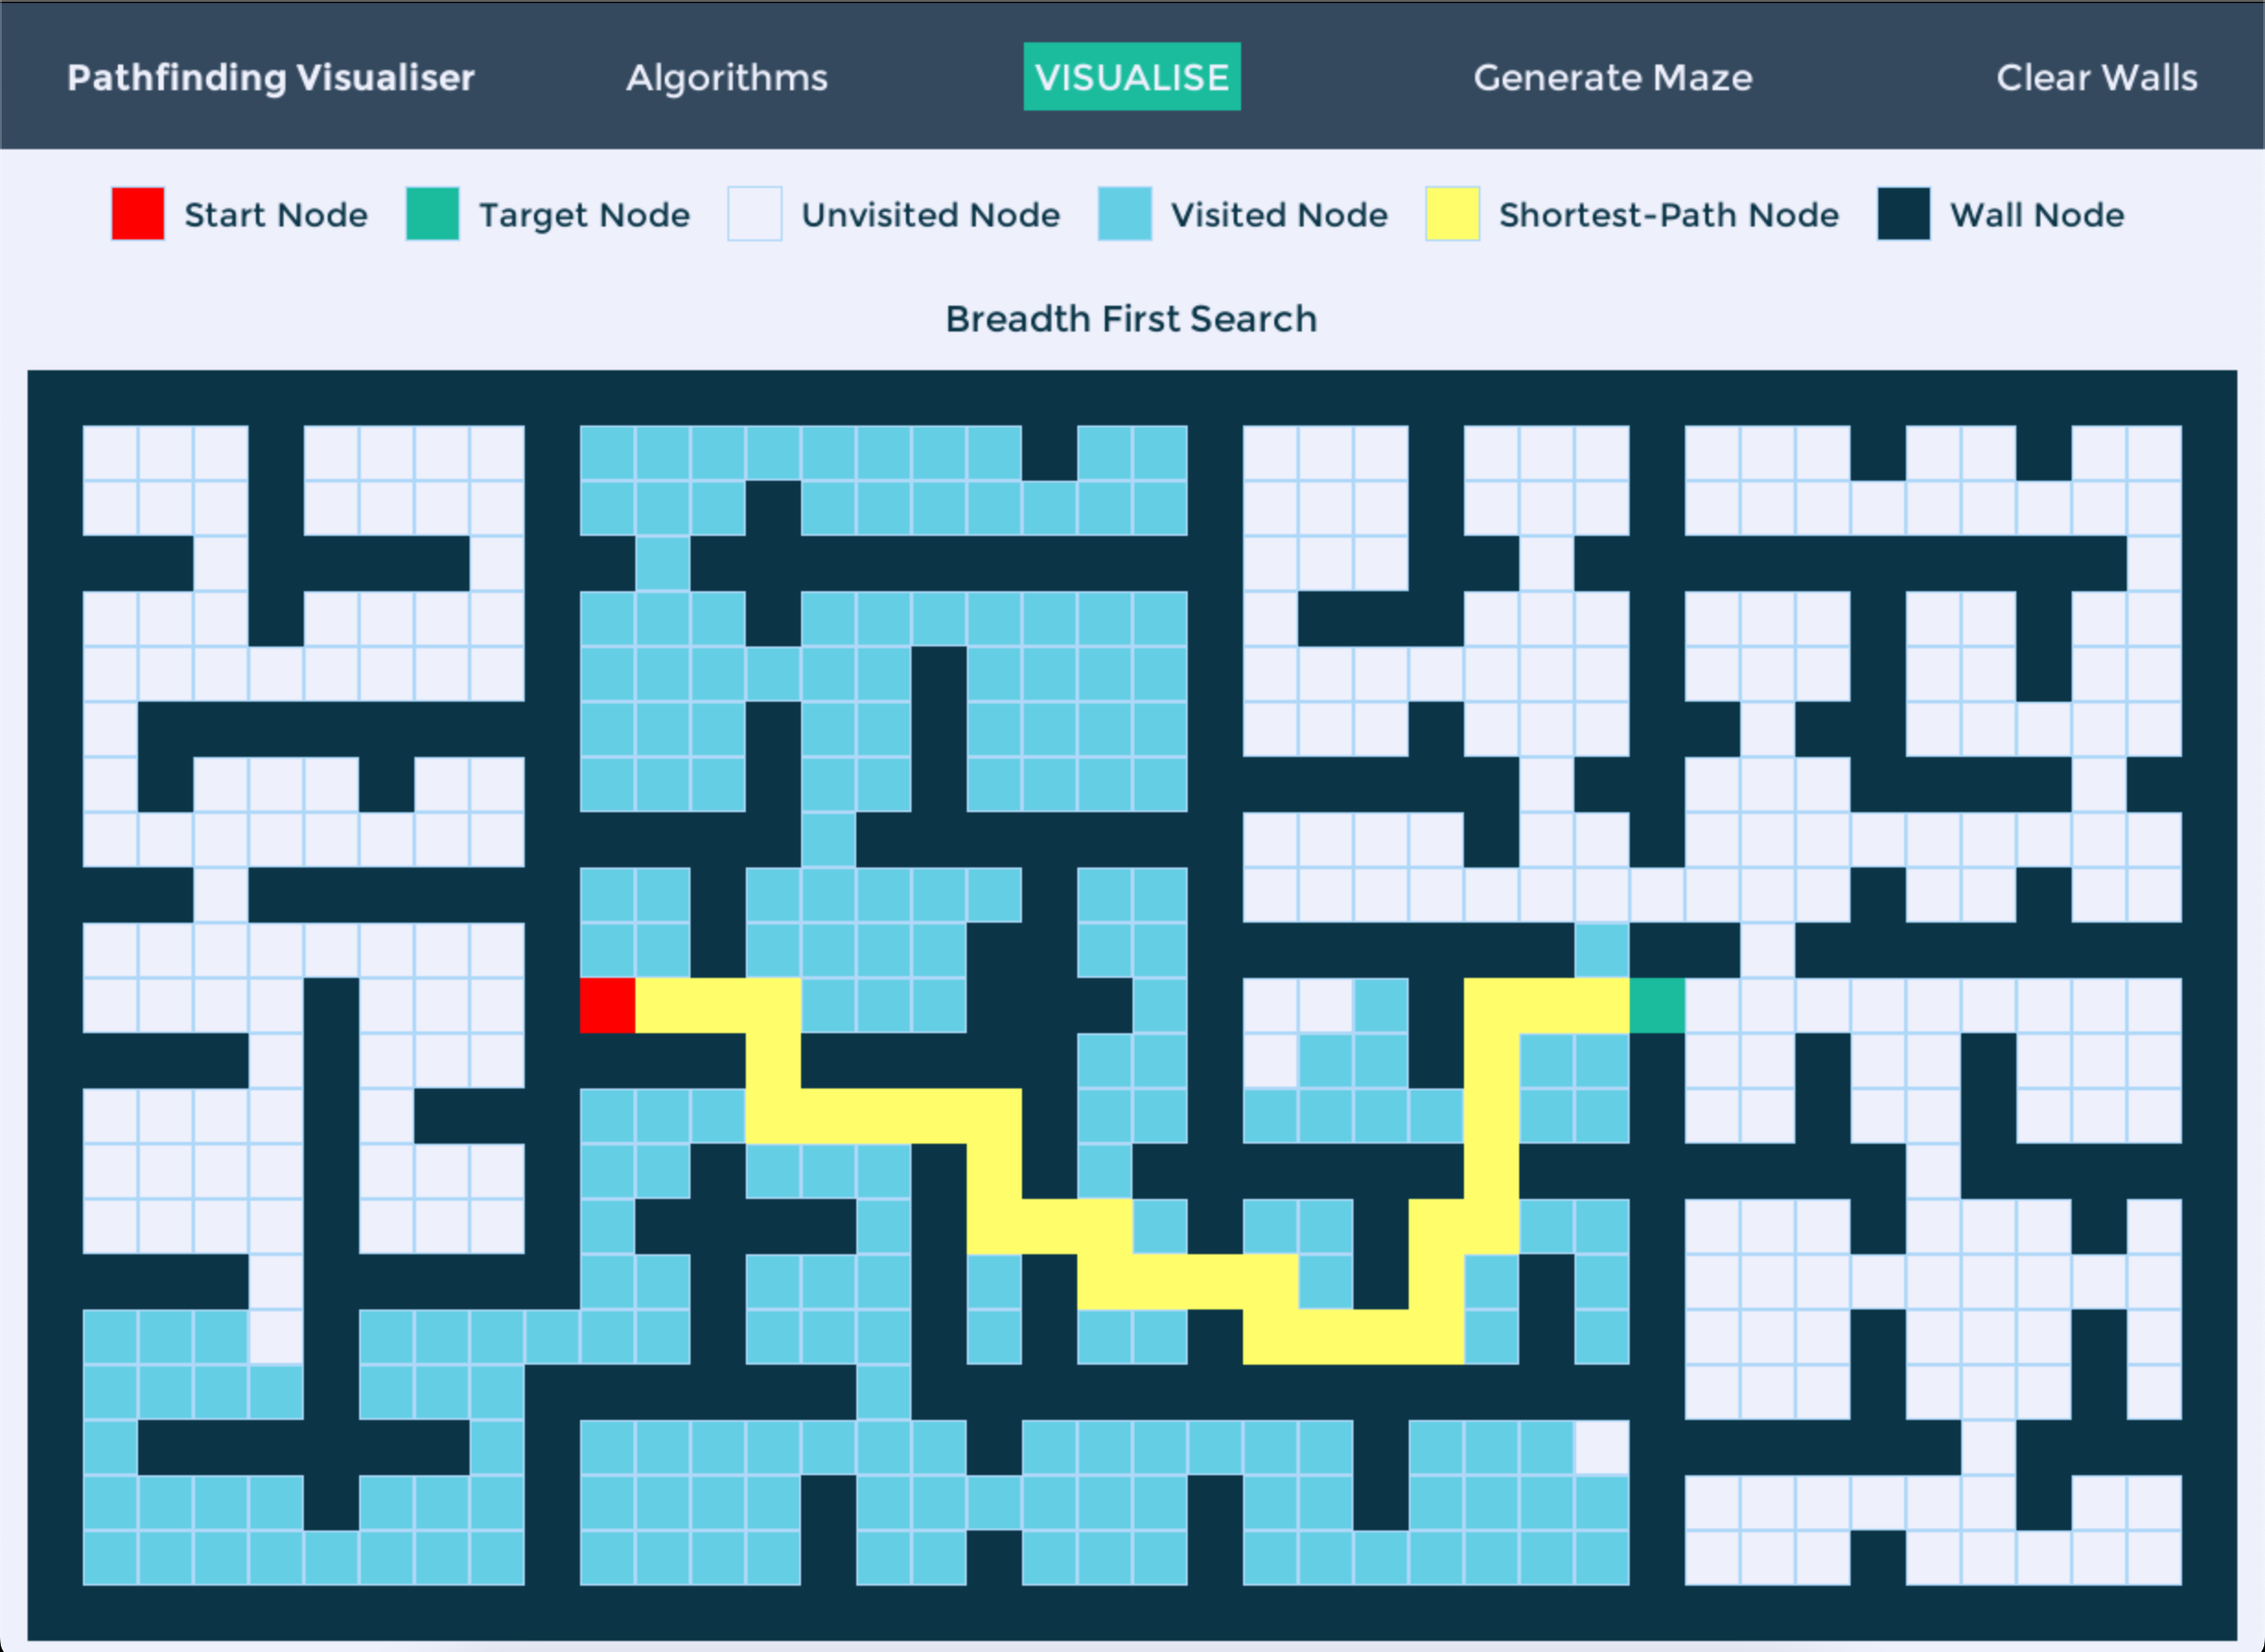 Pathfinding Visualiser Algorithms VISUALISE Generate Maze Clear Walls
Start Node Target Node Unvisited Node Visited Node Shortest-Path Node Wall Node
Breadth First Search